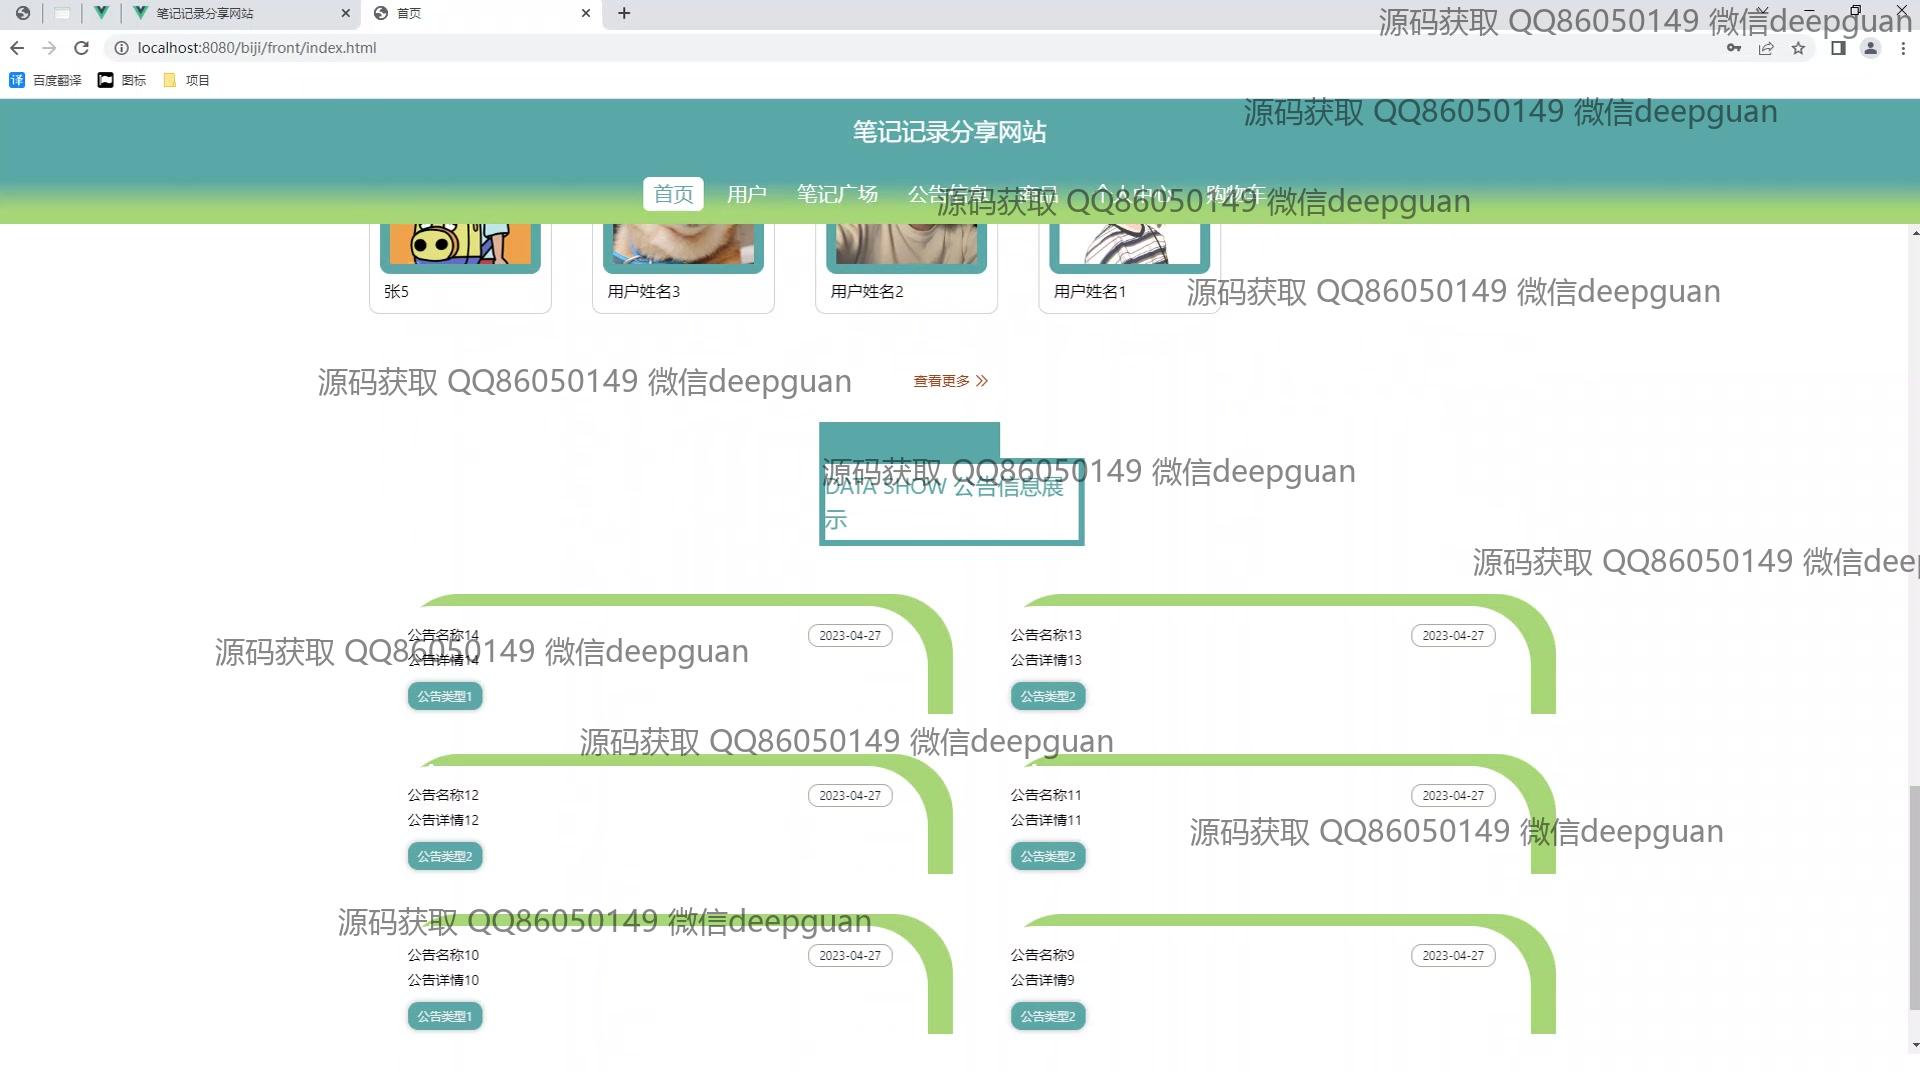 笔记记录分享网站
首页
源码获取 QQ86050149 微信deepguan
localhost:8080/biji/front/index.html
百度翻译
图标
项目
源码获取 QQ86050149 微信deepguan
笔记记录分享网站
首页 用户 笔记广场 公告信息 商品 个人中心 购物车
源码获取 QQ86050149 微信deepguan
张5
用户姓名3
用户姓名2
用户姓名1
源码获取 QQ86050149 微信deepguan
源码获取 QQ86050149 微信deepguan
查看更多
源码获取 QQ86050149 微信deepguan
DATA SHOW 公告信息展
示
源码获取 QQ86050149 微信deep
公告名称14
2023-04-27
公告详情14
公告类型1
源码获取 QQ86050149 微信deepguan
公告名称13
2023-04-27
公告详情13
公告类型2
源码获取 QQ86050149 微信deepguan
公告名称12
2023-04-27
公告详情12
公告类型2
公告名称11
2023-04-27
公告详情11
公告类型2
源码获取 QQ86050149 微信deepguan
源码获取 QQ86050149 微信deepguan
公告名称10
2023-04-27
公告详情10
公告类型1
公告名称9
2023-04-27
公告详情9
公告类型2